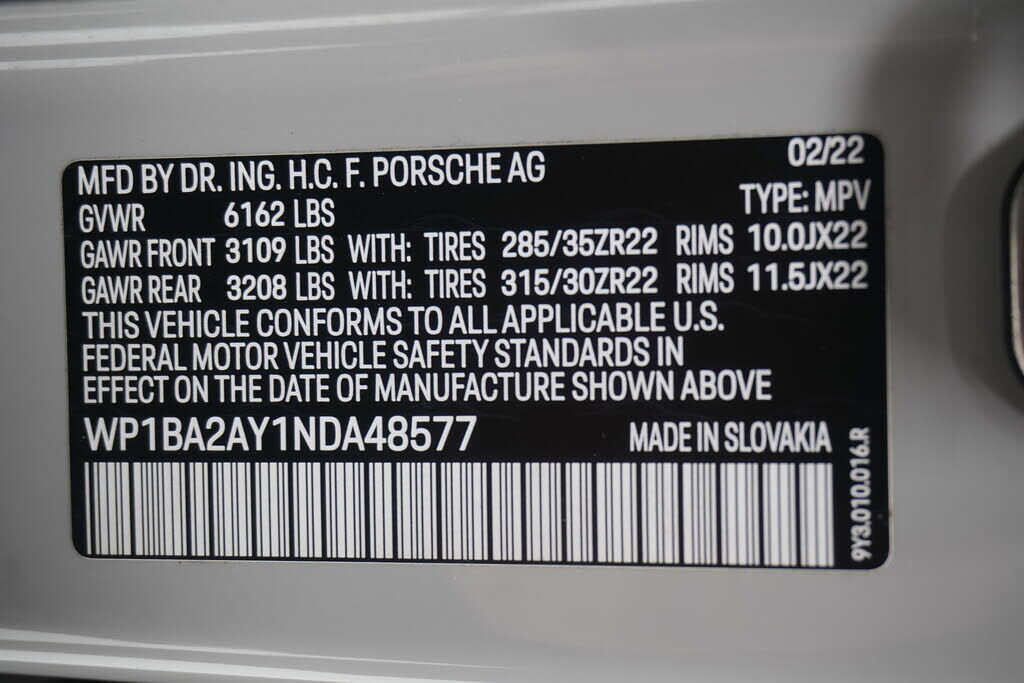 MFD BY DR. ING. H.C. F. PORSCHE AG 02/22
GVWR 6162 LBS TYPE: MPV
GAWR FRONT 3109 LBS WITH: TIRES 285/35ZR22 RIMS 10.0JX22
GAWR REAR 3208 LBS WITH: TIRES 315/30ZR22 RIMS 11.5JX22
THIS VEHICLE CONFORMS TO ALL APPLICABLE U.S.
FEDERAL MOTOR VEHICLE SAFETY STANDARDS IN
EFFECT ON THE DATE OF MANUFACTURE SHOWN ABOVE
WP1BA2AY1NDA48577 MADE IN SLOVAKIA
9Y3.010.016.R